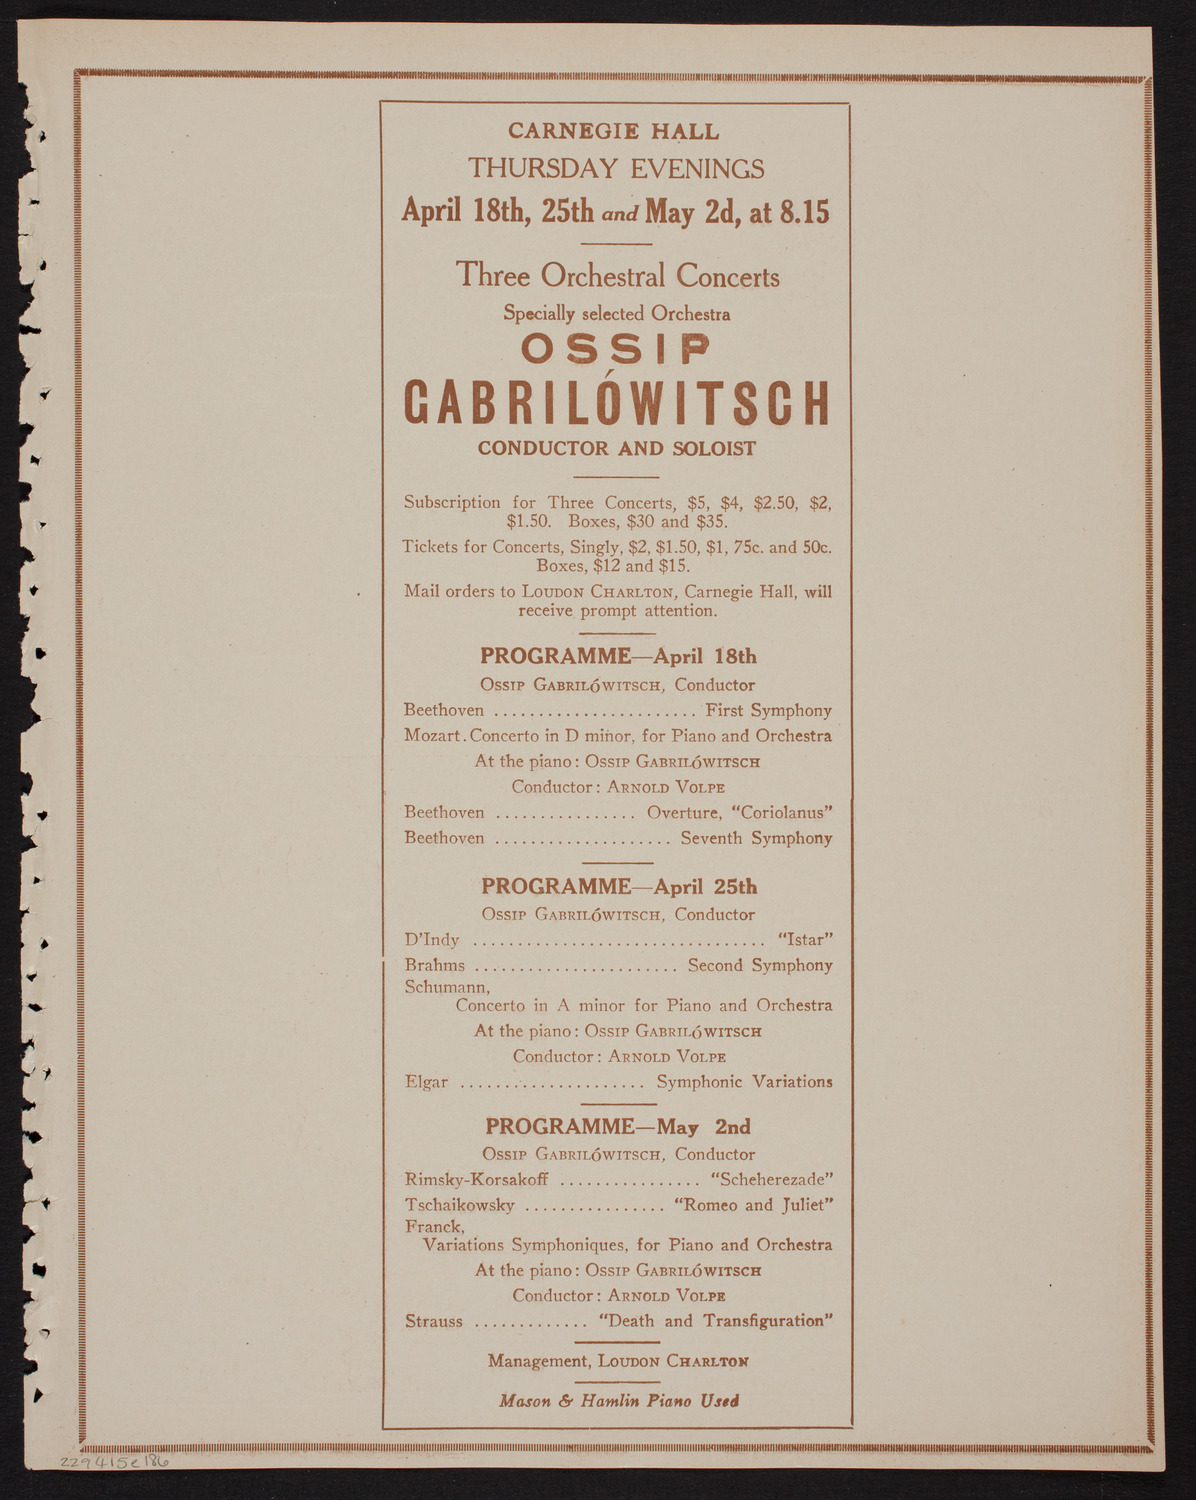 CARNEGIE HALL
THURSDAY EVENINGS
April 18th, 25th and May 2d, at 8.15
Three Orchestral Concerts
Specially selected Orchestra
OSSIP
GABRILÓWITSCH
CONDUCTOR AND SOLOIST
Subscription for Three Concerts, $5, $4, $2.50, $2,
$1.50. Boxes, $30 and $35.
Tickets for Concerts, Singly, $2, $1.50, $1, 75c. and 50c.
Boxes, $12 and $15.
Mail orders to LOUDON CHARLTON, Carnegie Hall, will
receive prompt attention.
PROGRAMME—April 18th
OSSIP GABRILÓWITSCH, Conductor
Beethoven ....................... First Symphony
Mozart. Concerto in D minor, for Piano and Orchestra
At the piano: OSSIP GABRILÓWITSCH
Conductor: ARNOLD VOLPE
Beethoven ................ Overture, "Coriolanus"
Beethoven .................... Seventh Symphony
PROGRAMME—April 25th
OSSIP GABRILÓWITSCH, Conductor
D'Indy ................................. "Istar"
Brahms ....................... Second Symphony
Schumann,
Concerto in A minor for Piano and Orchestra
At the piano: OSSIP GABRILÓWITSCH
Conductor: ARNOLD VOLPE
Elgar ..................... Symphonic Variations
PROGRAMME—May 2nd
OSSIP GABRILÓWITSCH, Conductor
Rimsky-Korsakoff ................ "Scheherezade"
Tschaikowsky ................ "Romeo and Juliet"
Franck,
Variations Symphoniques, for Piano and Orchestra
At the piano: OSSIP GABRILÓWITSCH
Conductor: ARNOLD VOLPE
Strauss ............. "Death and Transfiguration"
Management, LOUDON CHARLTON
Mason & Hamlin Piano Used
229415e186